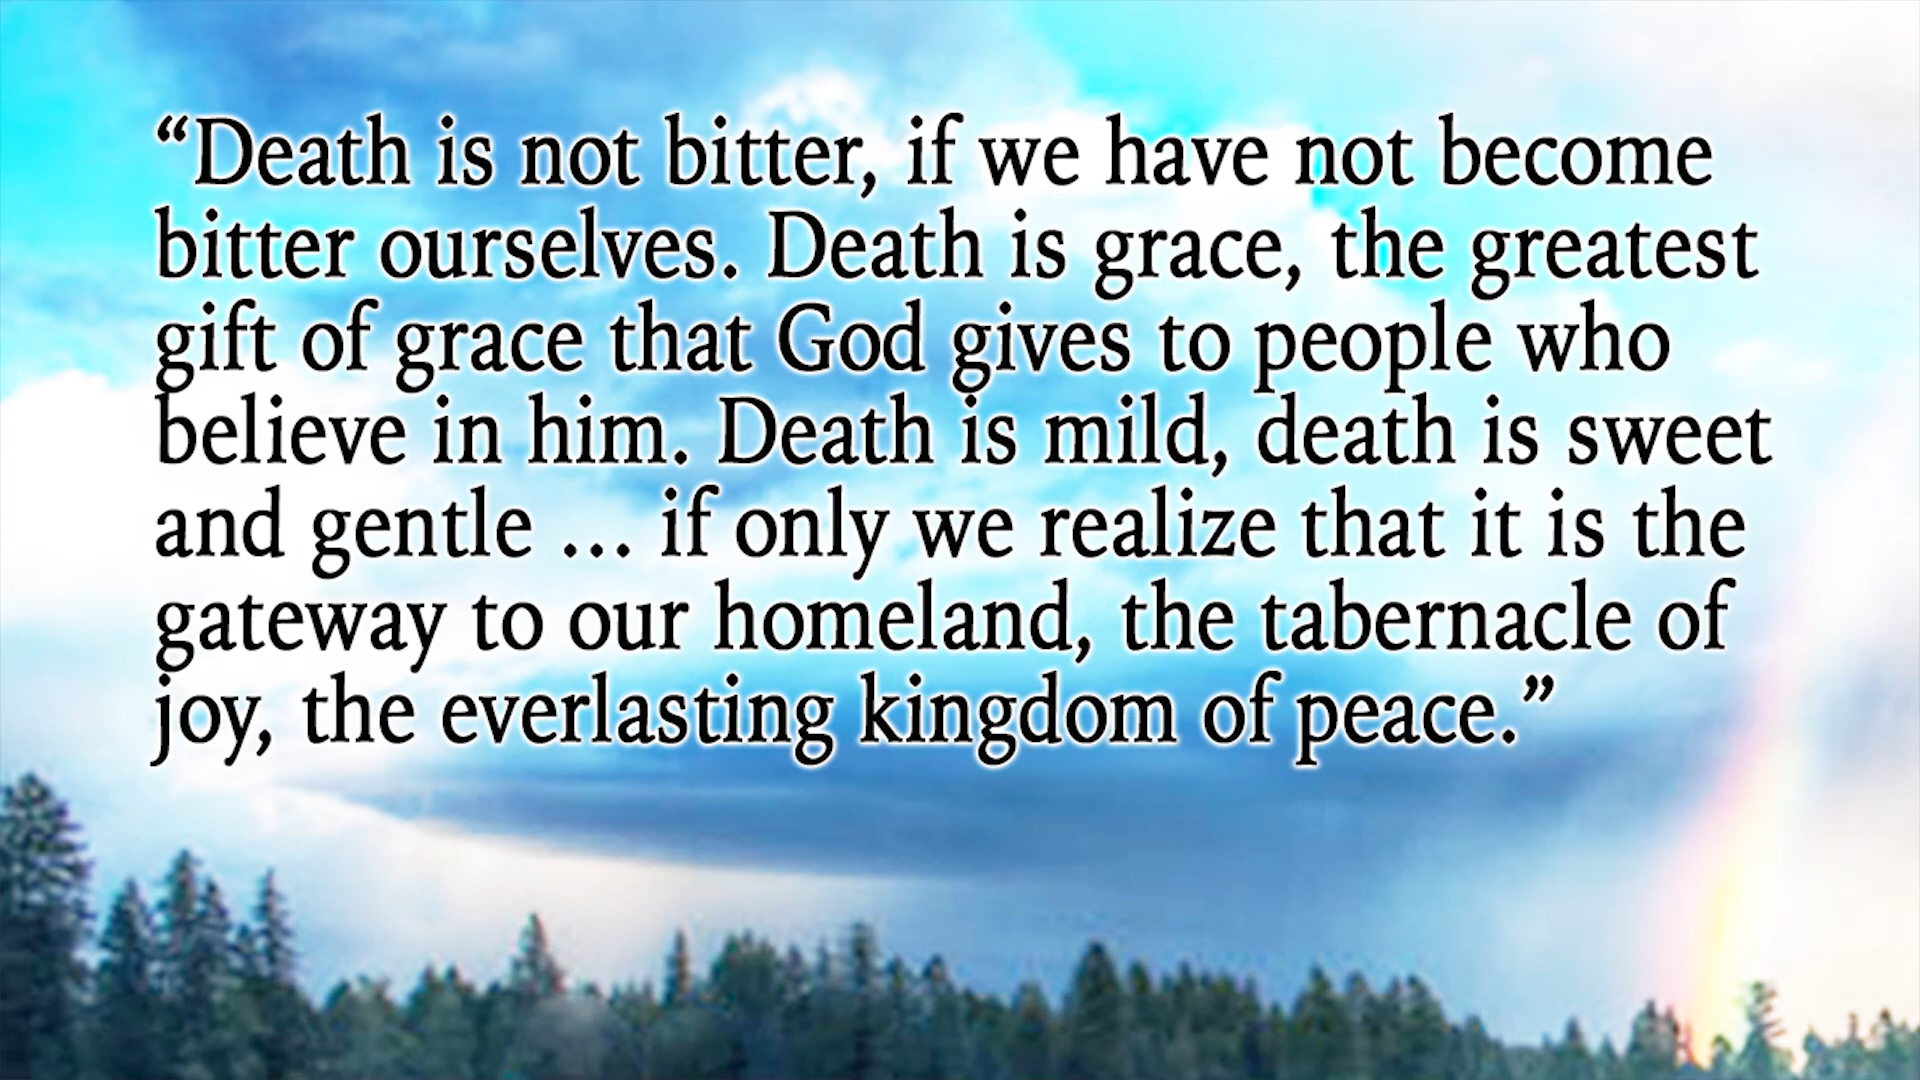 “Death is not bitter, if we have not become
bitter ourselves. Death is grace, the greatest
gift of grace that God gives to people who
believe in him. Death is mild, death is sweet
and gentle … if only we realize that it is the
gateway to our homeland, the tabernacle of
joy, the everlasting kingdom of peace.”